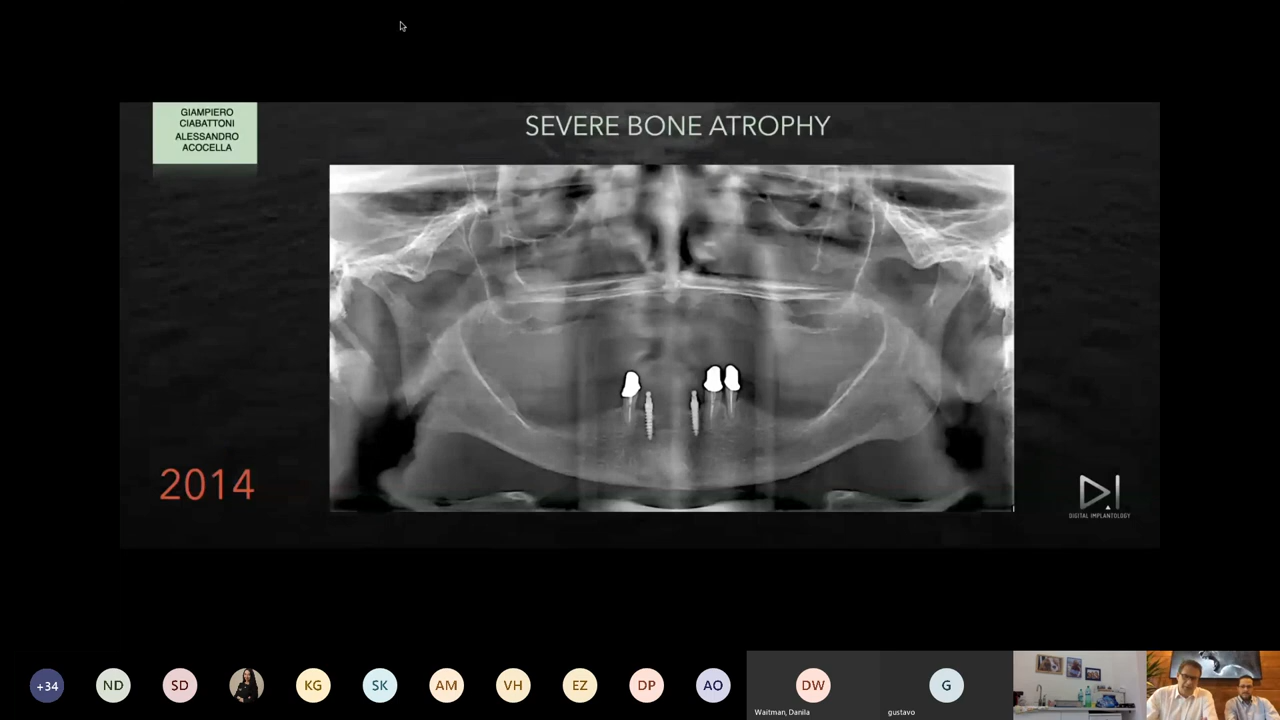 GIAMPIERO
CIABATTONI
ALESSANDRO
ACOCELLA
SEVERE BONE ATROPHY
2014
DIGITAL IMPLANTOLOGY
+34
ND
SD
KG
SK
AM
VH
EZ
DP
AO
DW
G
Waitman, Danila
gustavo